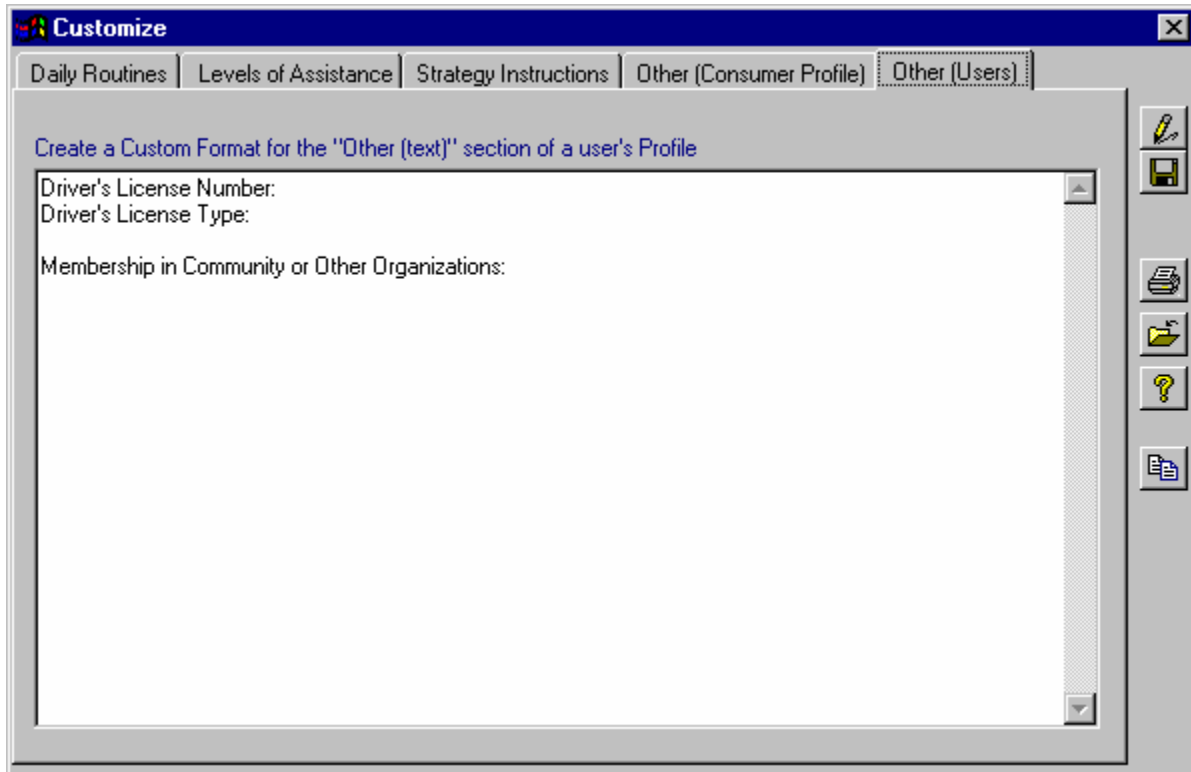 Customize
Daily Routines
Levels of Assistance
Strategy Instructions
Other (Consumer Profile)
Other (Users)
Create a Custom Format for the "Other (text)" section of a user's Profile
Driver's License Number:
Driver's License Type:
Membership in Community or Other Organizations: